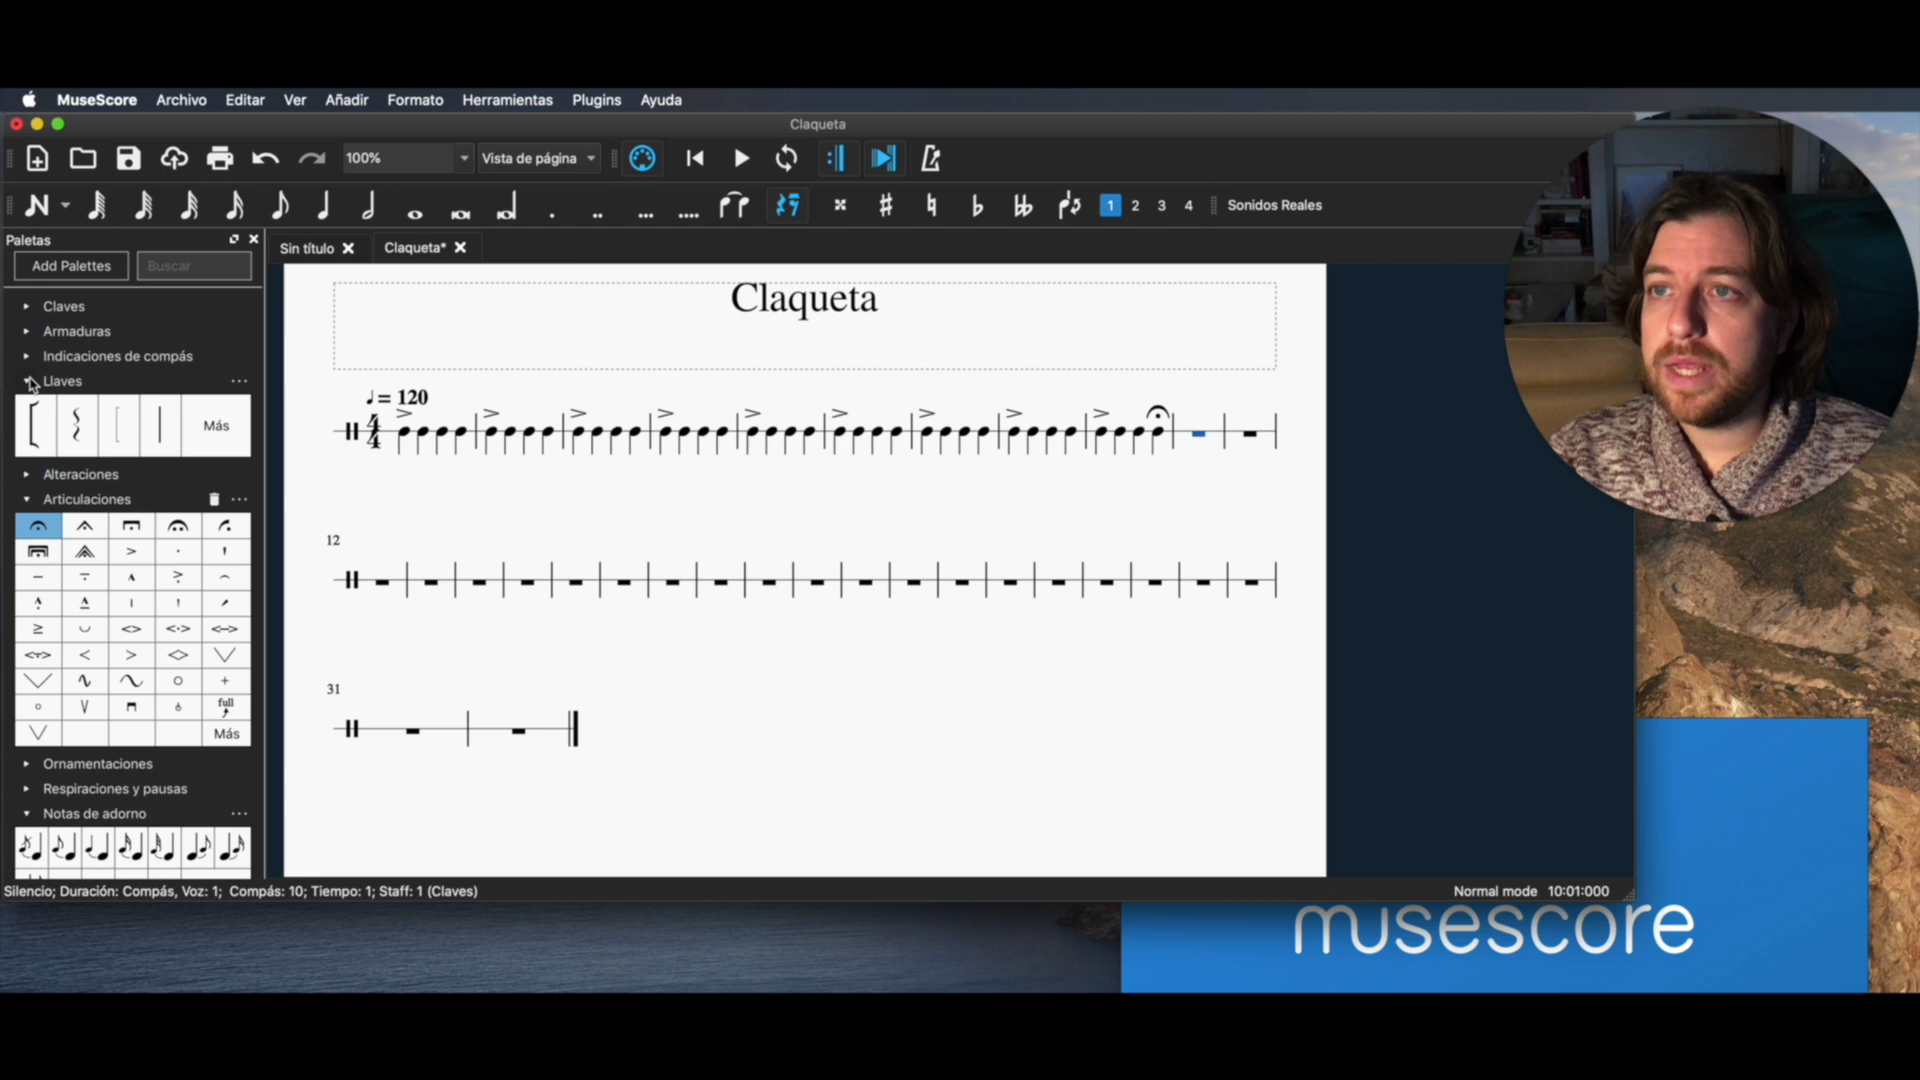 MuseScore Archivo Editar Ver Añadir Formato Herramientas Plugins Ayuda
Claqueta
100% Vista de página
1 2 3 4 Sonidos Reales
Paletas
Add Palettes Buscar
Sin título Claqueta*
Claves
Armaduras
Indicaciones de compás
Llaves
Más
Alteraciones
Articulaciones
full
Más
Ornamentaciones
Respiraciones y pausas
Notas de adorno
Claqueta
= 120
4
4
12
31
Silencio; Duración: Compás, Voz: 1; Compás: 10; Tiempo: 1; Staff: 1 (Claves)
Normal mode 10:01:000
musescore